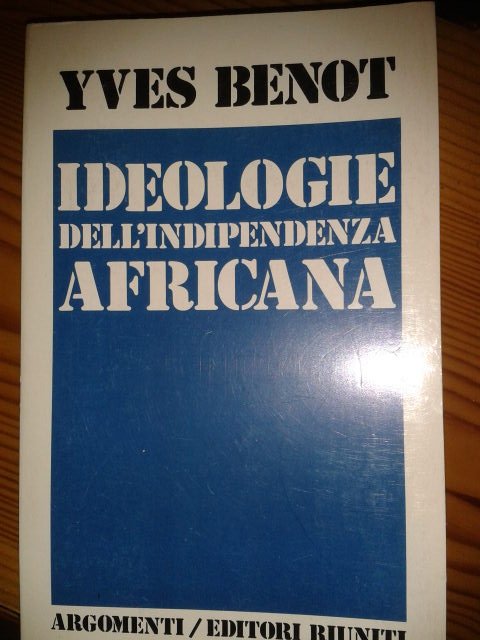 YVES BENOT
IDEOLOGIE
DELL'INDIPENDENZA
AFRICANA
ARGOMENTI / EDITORI RIUNITI